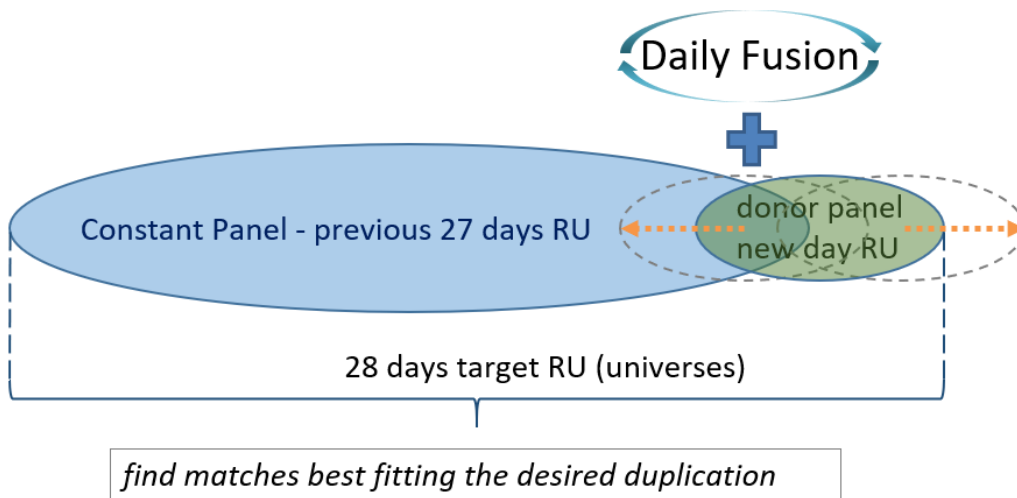 Daily Fusion
Constant Panel - previous 27 days RU
donor panel
new day RU
28 days target RU (universes)
find matches best fitting the desired duplication